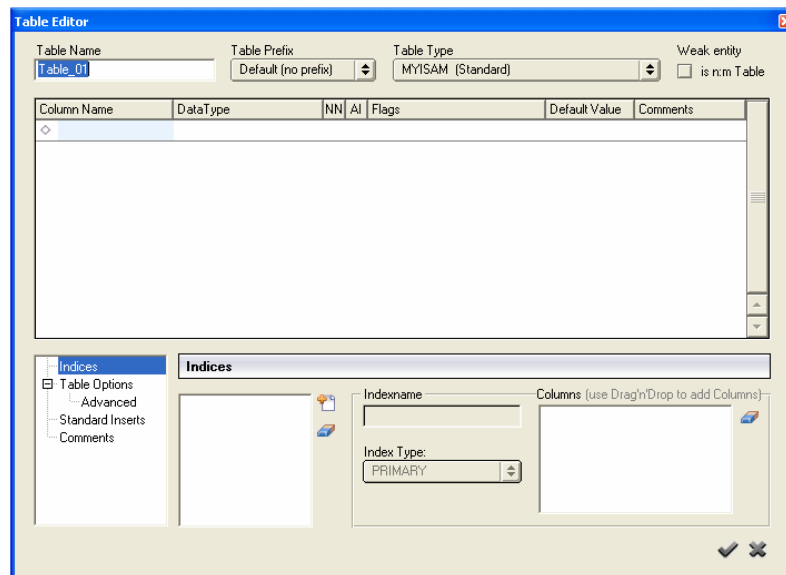 Table Editor
Table Name Table Prefix Table Type Weak entity
Table_01 Default (no prefix) MYISAM (Standard) is n:m Table
Column Name DataType NN AI Flags Default Value Comments
Indices Indices
Table Options
Advanced
Standard Inserts
Comments
Indexname Columns (use Drag'n'Drop to add Columns)
Index Type:
PRIMARY